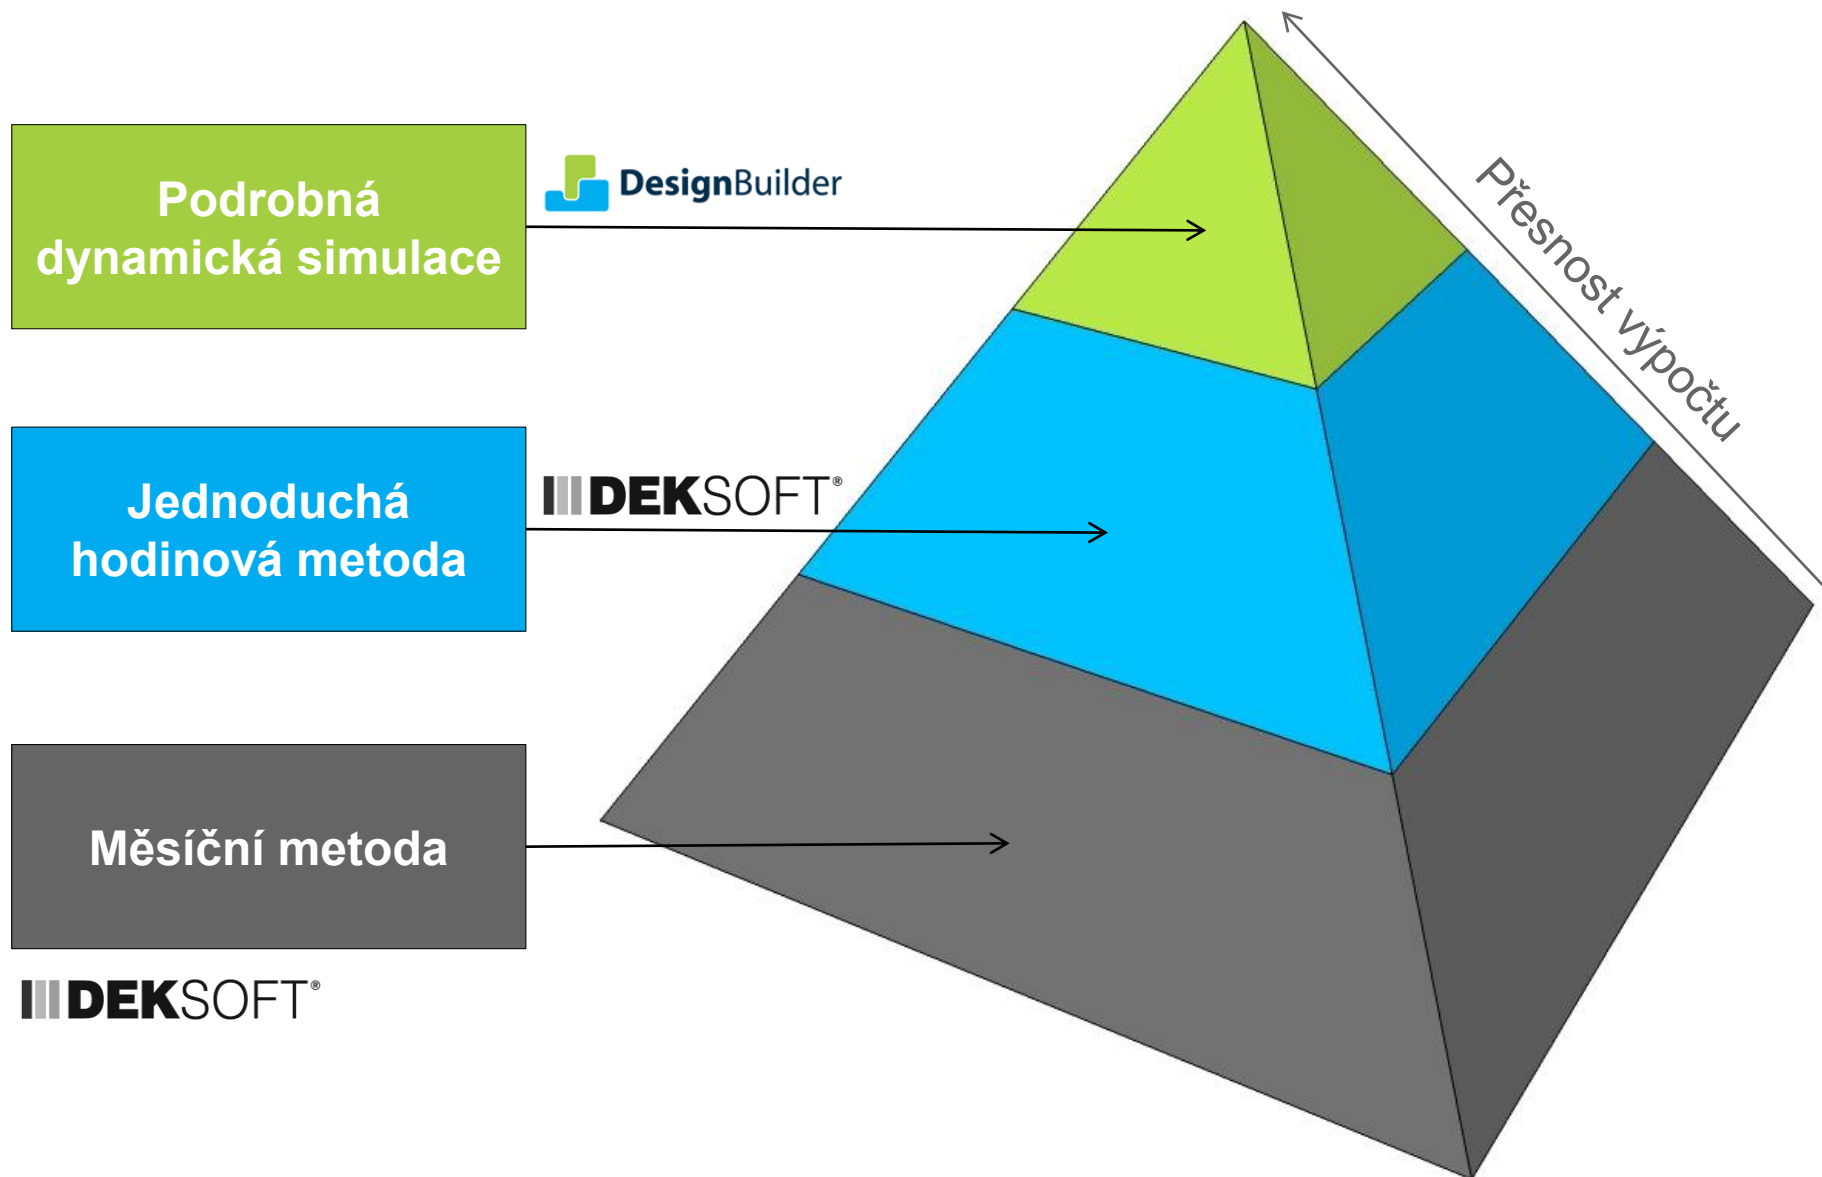 Podrobná
dynamická simulace
DesignBuilder
Přesnost výpočtu
Jednoduchá
hodinová metoda
DEKSOFT®
Měsíční metoda
DEKSOFT®